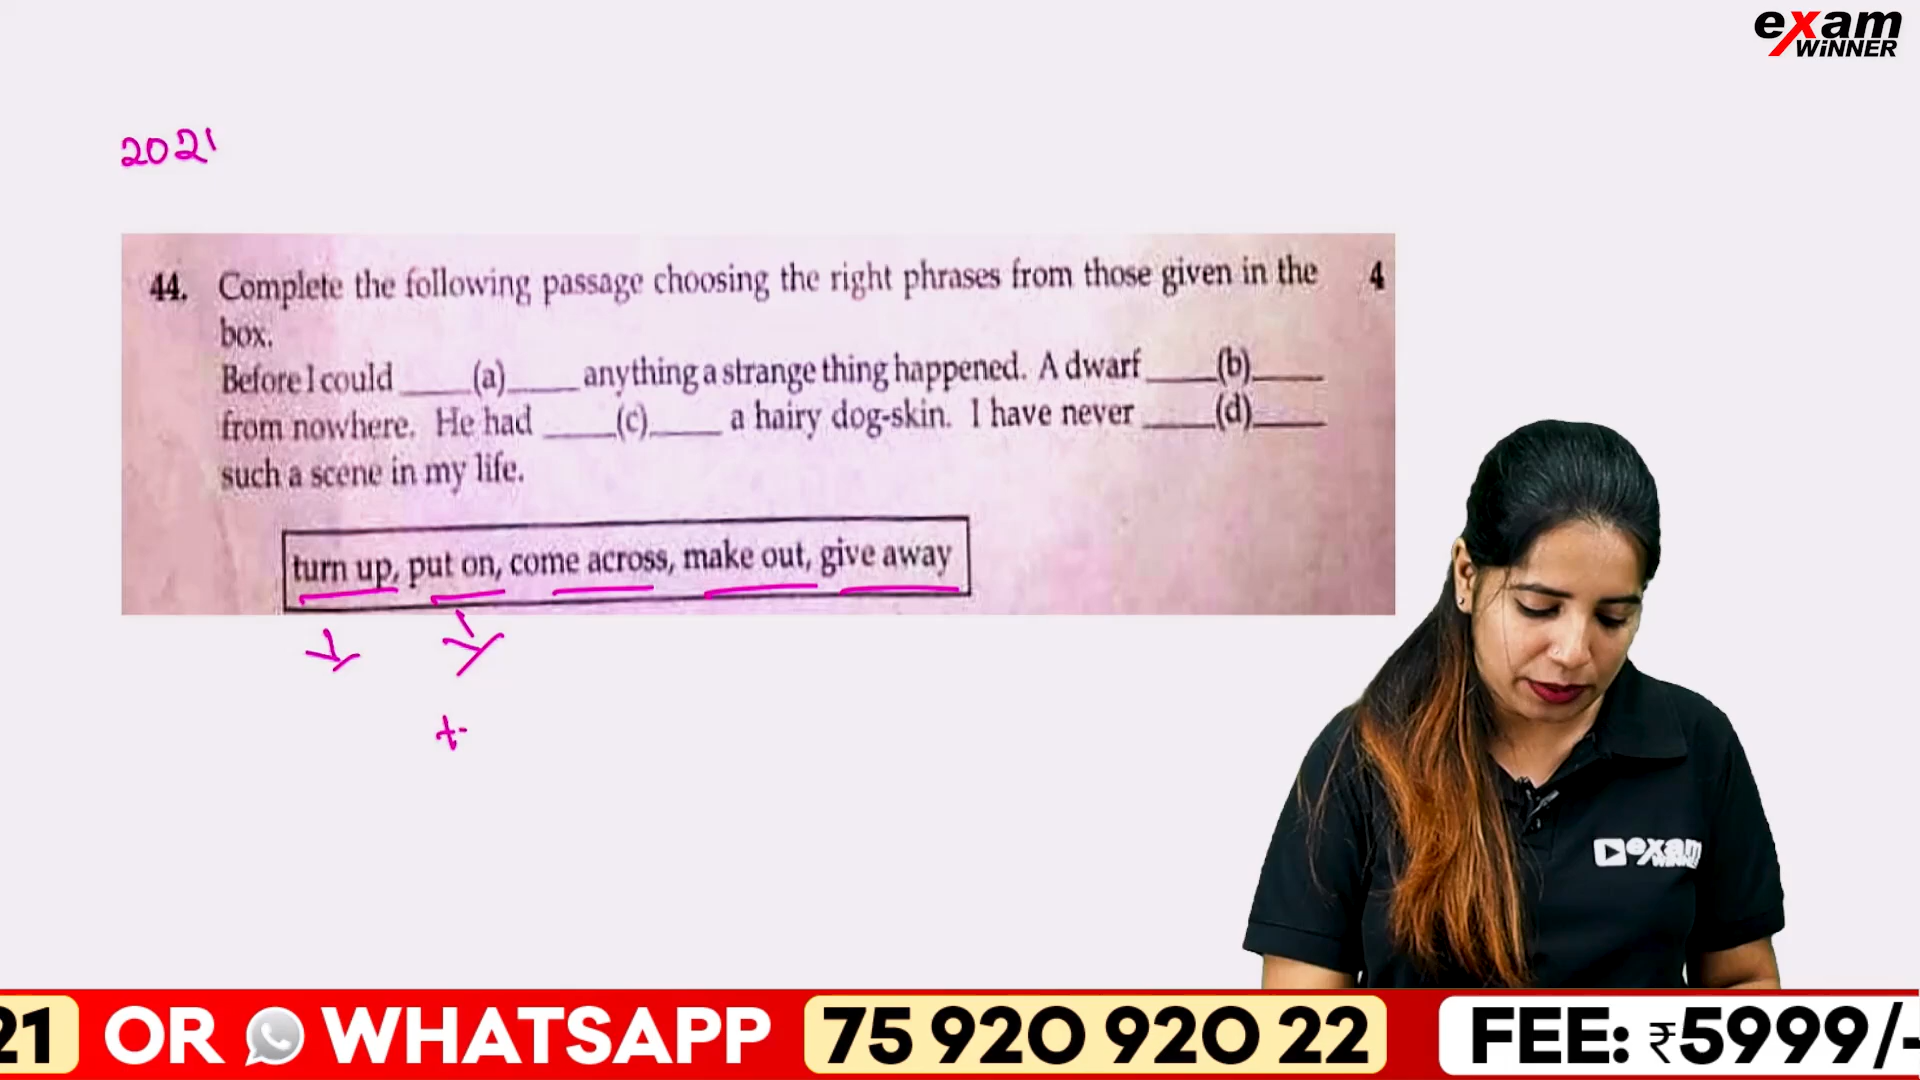 exam
WiNNER
2021
44. Complete the following passage choosing the right phrases from those given in the 4
box.
Before I could ____(a)____ anything a strange thing happened. A dwarf ____(b)____
from nowhere. He had ____(c)____ a hairy dog-skin. I have never ____(d)____
such a scene in my life.
turn up, put on, come across, make out, give away
exam
21 OR WHATSAPP 75 920 920 22 FEE: ₹5999/-